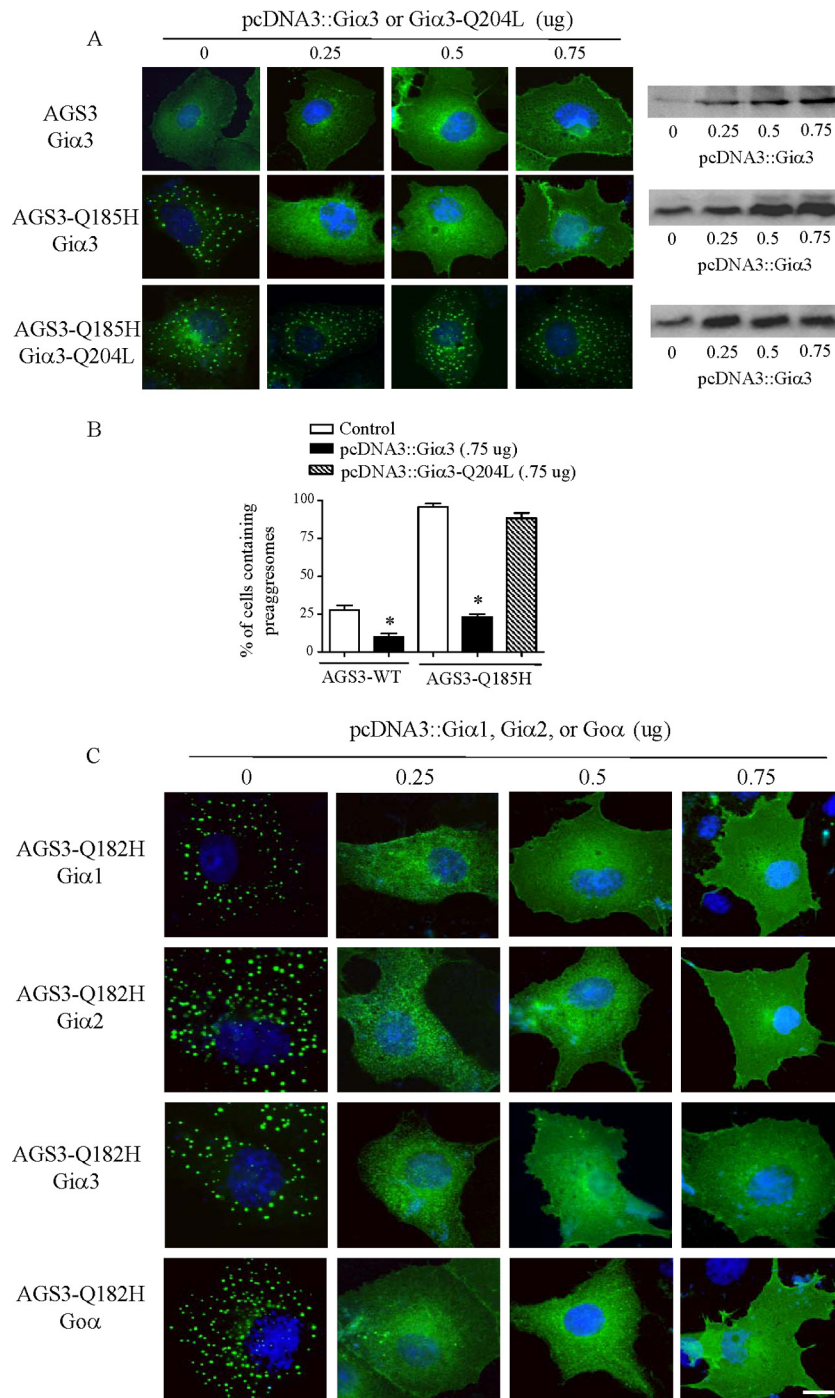 A
pcDNA3::Giα3 or Giα3-Q204L (ug)
0 0.25 0.5 0.75
AGS3
Giα3
0 0.25 0.5 0.75
pcDNA3::Giα3
AGS3-Q185H
Giα3
0 0.25 0.5 0.75
pcDNA3::Giα3
AGS3-Q185H
Giα3-Q204L
0 0.25 0.5 0.75
pcDNA3::Giα3
B
Control
pcDNA3::Giα3 (.75 ug)
pcDNA3::Giα3-Q204L (.75 ug)
% of cells containing
preaggresomes
100
75
50
25
0
* *
AGS3-WT AGS3-Q185H
pcDNA3::Giα1, Giα2, or Goα (ug)
C
0 0.25 0.5 0.75
AGS3-Q182H
Giα1
AGS3-Q182H
Giα2
AGS3-Q182H
Giα3
AGS3-Q182H
Goα